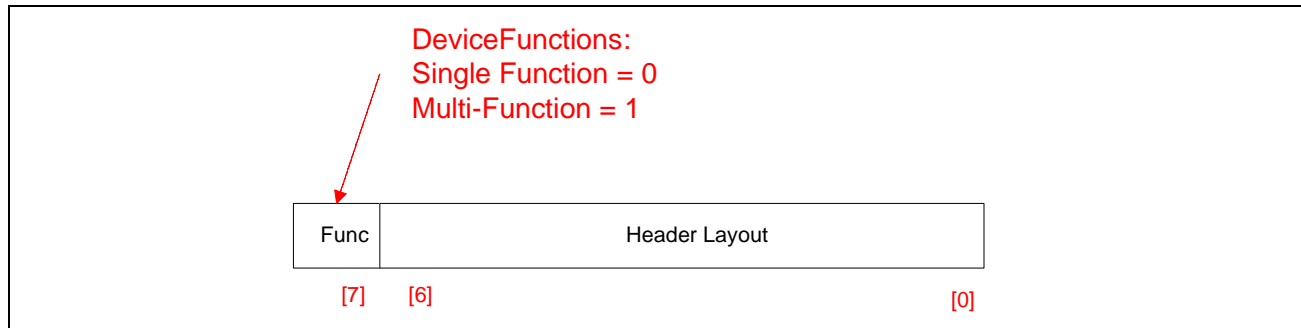 DeviceFunctions:
Single Function = 0
Multi-Function = 1
Func Header Layout
[7] [6] [0]